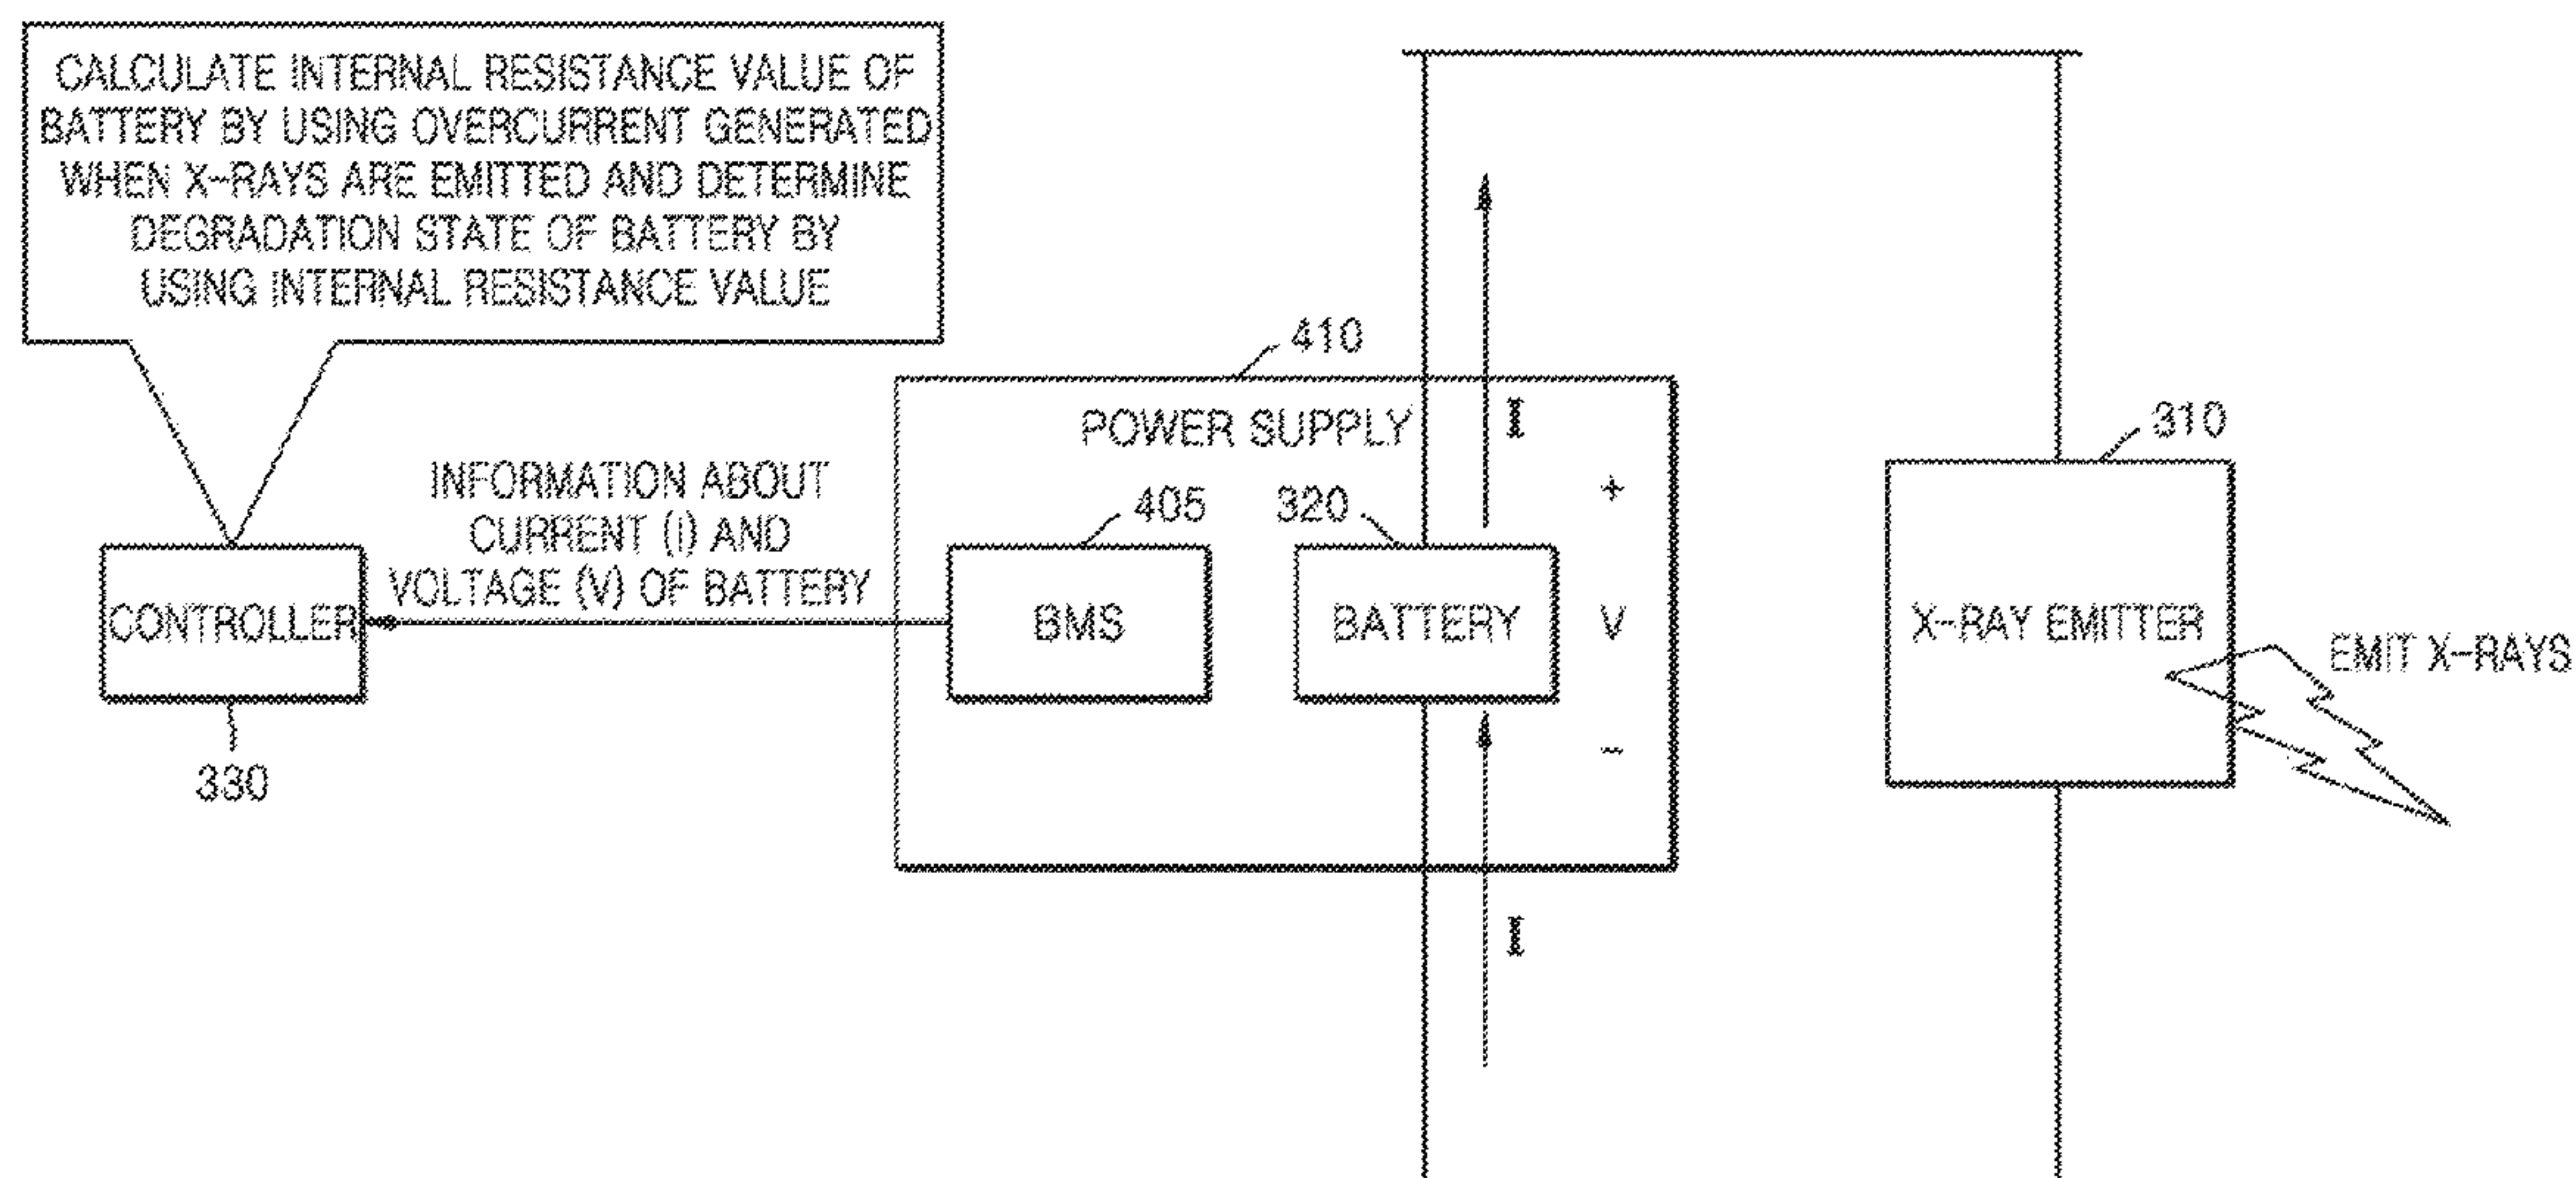 CALCULATE INTERNAL RESISTANCE VALUE OF
BATTERY BY USING OVERCURRENT GENERATED
WHEN X-RAYS ARE EMITTED AND DETERMINE
DEGRADATION STATE OF BATTERY BY
USING INTERNAL RESISTANCE VALUE
410
POWER SUPPLY
I
310
INFORMATION ABOUT
CURRENT (I) AND
VOLTAGE (V) OF BATTERY
405
320
+
CONTROLLER
BMS
BATTERY
V
X-RAY EMITTER
EMIT X-RAYS
-
330
I